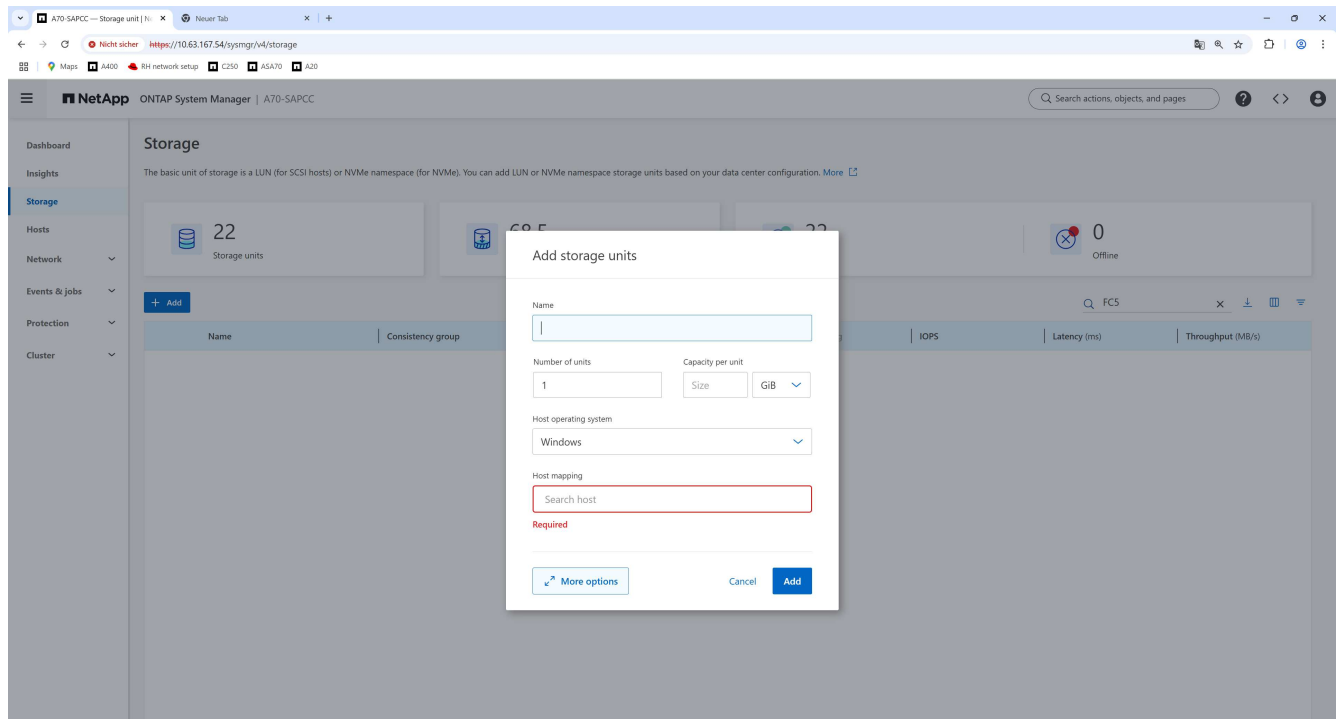 A70-SAPCC — Storage unit | N
Neuer Tab
Nicht sicher https://10.63.167.54/sysmgr/v4/storage
Maps A400 RH network setup C250 ASA70 A20
NetApp ONTAP System Manager | A70-SAPCC
Search actions, objects, and pages
Dashboard
Insights
Storage
Hosts
Network
Events & jobs
Protection
Cluster
Storage
The basic unit of storage is a LUN (for SCSI hosts) or NVMe namespace (for NVMe). You can add LUN or NVMe namespace storage units based on your data center configuration. More
22
Storage units
68.5
22
0
Offline
+ Add
FC5
Name Consistency group IOPS Latency (ms) Throughput (MB/s)
Add storage units
Name
Number of units Capacity per unit
1 Size GiB
Host operating system
Windows
Host mapping
Search host
Required
More options Cancel Add